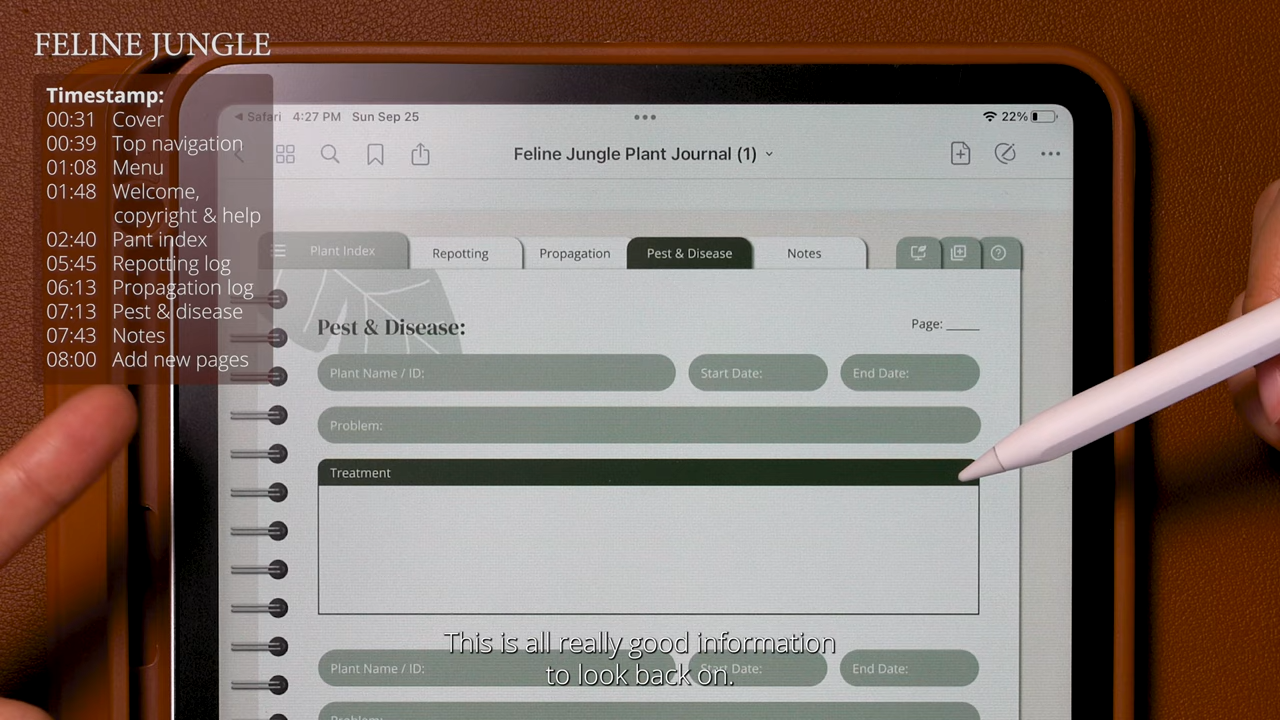 FELINE JUNGLE
Timestamp:
00:31 Cover
00:39 Top navigation
01:08 Menu
01:48 Welcome,
copyright & help
02:40 Pant index
05:45 Repotting log
06:13 Propagation log
07:13 Pest & disease
07:43 Notes
08:00 Add new pages
Safari 4:27 PM Sun Sep 25
22%
Feline Jungle Plant Journal (1)
Plant Index Repotting Propagation Pest & Disease Notes
Pest & Disease:
Page: _____
Plant Name / ID: Start Date: End Date:
Problem:
Treatment
This is all really good information
to look back on.
Plant Name / ID: Start Date: End Date:
Problem: